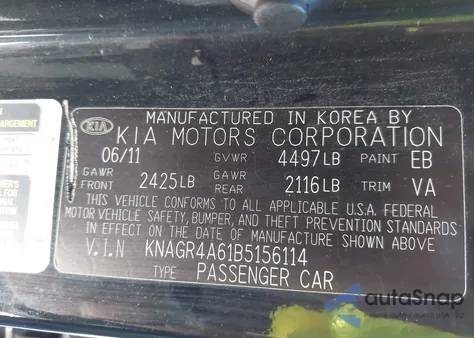 MANUFACTURED IN KOREA BY
KIA KIA MOTORS CORPORATION
06/11 GVWR 4497LB PAINT EB
GAWR FRONT 2425LB GAWR REAR 2116LB TRIM VA
THIS VEHICLE CONFORMS TO ALL APPLICABLE U.S.A. FEDERAL
MOTOR VEHICLE SAFETY, BUMPER, AND THEFT PREVENTION STANDARDS
IN EFFECT ON THE DATE OF MANUFACTURE SHOWN ABOVE.
V.I.N KNAGR4A61B5156114
TYPE PASSENGER CAR
autoSnap